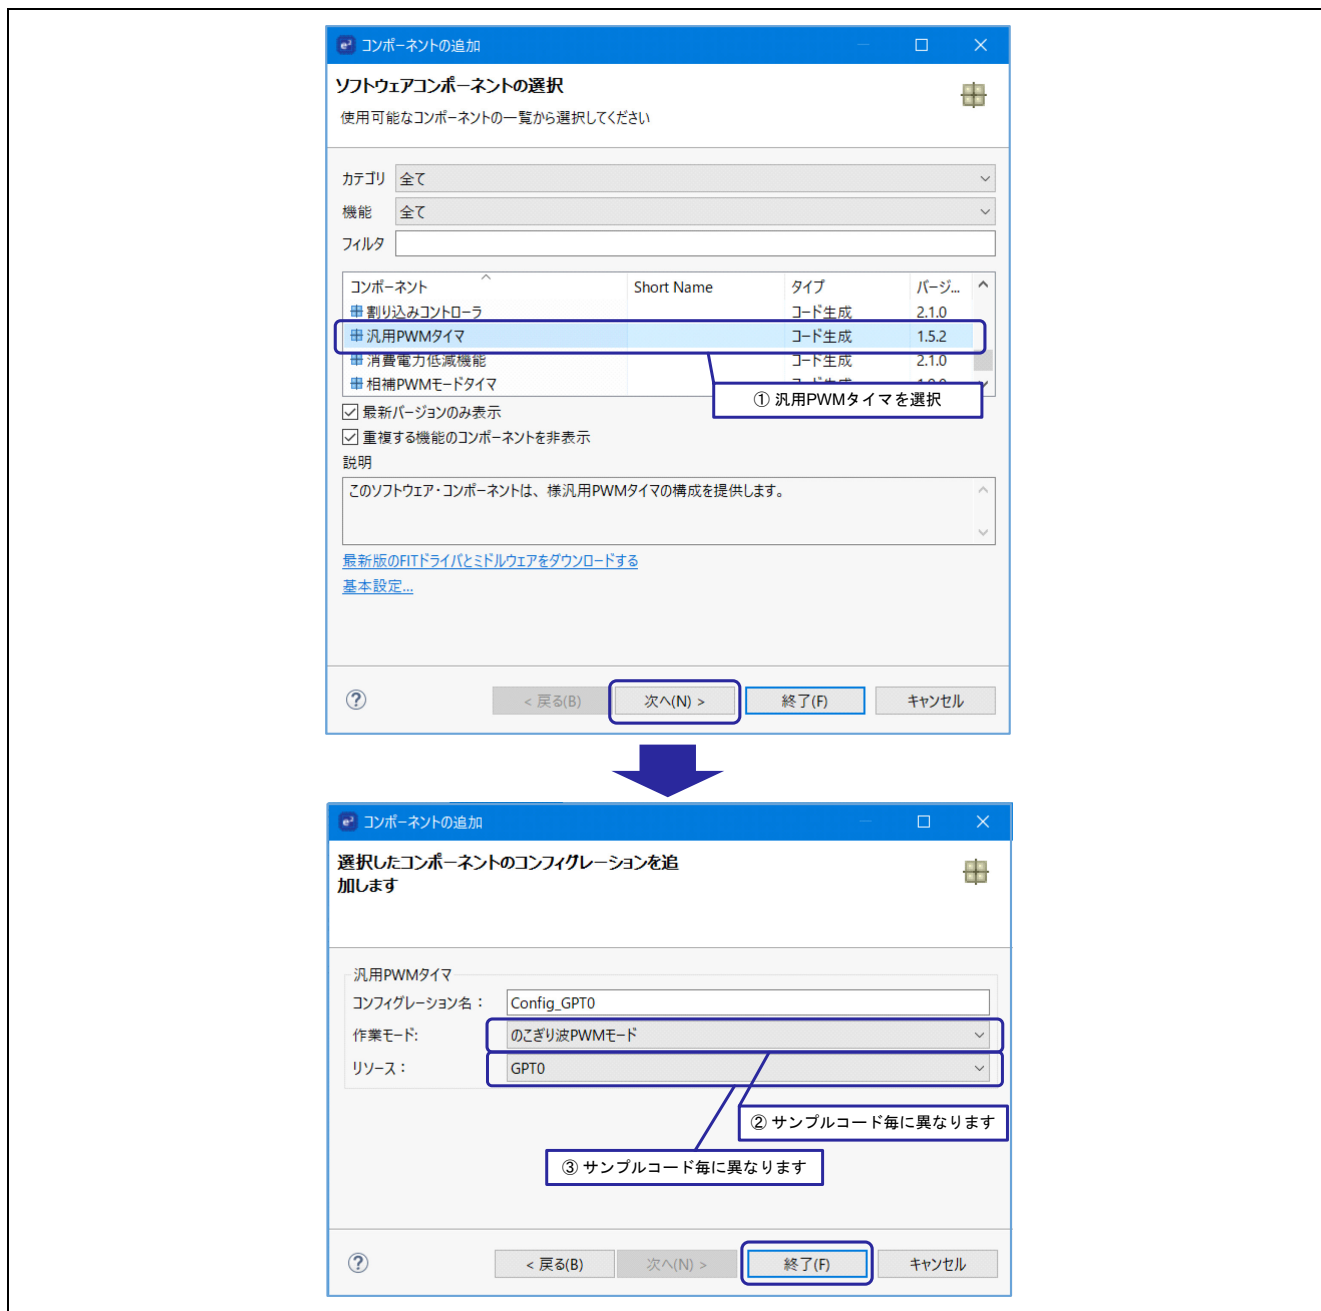 コンポーネントの追加
ソフトウェアコンポーネントの選択
使用可能なコンポーネントの一覧から選択してください
カテゴリ 全て
機能 全て
フィルタ
コンポーネント Short Name タイプ バージ...
割り込みコントローラ コード生成 2.1.0
汎用PWMタイマ コード生成 1.5.2
消費電力低減機能 コード生成 2.1.0
相補PWMモードタイマ
① 汎用PWMタイマを選択
最新バージョンのみ表示
重複する機能のコンポーネントを非表示
説明
このソフトウェア・コンポーネントは、様汎用PWMタイマの構成を提供します。
最新版のFITドライバとミドルウェアをダウンロードする
基本設定...
< 戻る(B) 次へ(N) > 終了(F) キャンセル
コンポーネントの追加
選択したコンポーネントのコンフィグレーションを追
加します
汎用PWMタイマ
コンフィグレーション名： Config_GPT0
作業モード: のこぎり波PWMモード
リソース： GPT0
② サンプルコード毎に異なります
③ サンプルコード毎に異なります
< 戻る(B) 次へ(N) > 終了(F) キャンセル